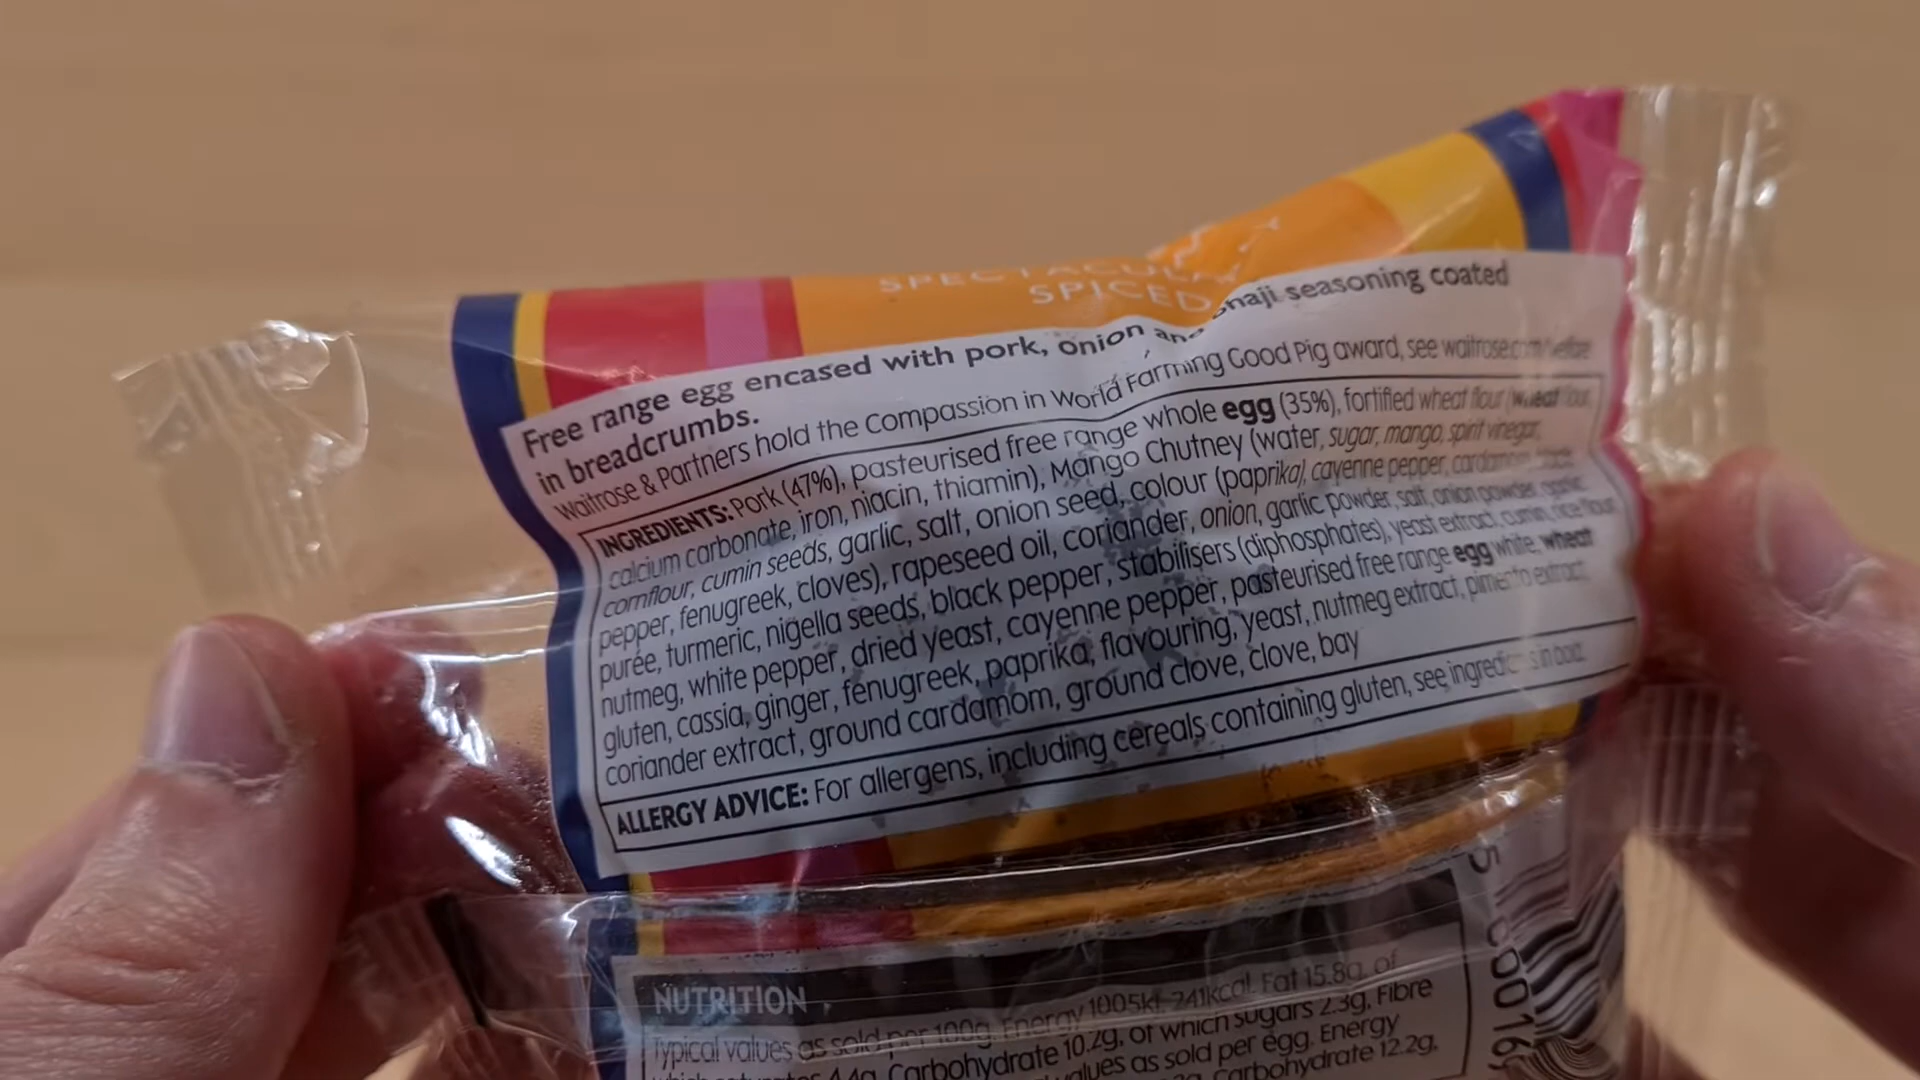 SPECTACULAR
SPICED
Free range egg encased with pork, onion and bhaji seasoning coated
in breadcrumbs.
Waitrose & Partners hold the Compassion in World Farming Good Pig award, see waitrose.com/welfare
INGREDIENTS: Pork (47%), pasteurised free range whole egg (35%), fortified wheat flour (wheat flour,
calcium carbonate, iron, niacin, thiamin), Mango Chutney (water, sugar, mango, spirit vinegar,
cornflour, cumin seeds, garlic, salt, onion seed, colour (paprika), cayenne pepper, cardamom, black
pepper, fenugreek, cloves), rapeseed oil, coriander, onion, garlic powder, salt, onion powder, garlic
purée, turmeric, nigella seeds, black pepper, stabilisers (diphosphates), yeast extract, cumin, rice flour,
nutmeg, white pepper, dried yeast, cayenne pepper, pasteurised free range egg white, wheat
gluten, cassia, ginger, fenugreek, paprika, flavouring, yeast, nutmeg extract, pimento extract,
coriander extract, ground cardamom, ground clove, clove, bay
ALLERGY ADVICE: For allergens, including cereals containing gluten, see ingredients in bold.
NUTRITION
Typical values as sold per 100g. Energy 1005kJ, 241kcal. Fat 15.8g, of
which saturates 4.4g, Carbohydrate 10.2g, of which sugars 2.3g, Fibre
values as sold per egg. Energy
Carbohydrate 12.2g,
5 00016